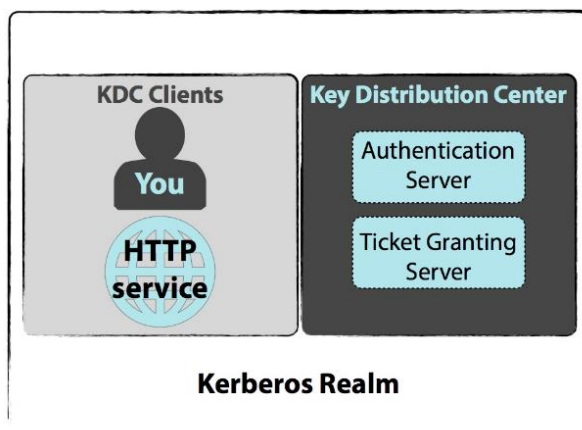 KDC Clients
You
HTTP
service
Key Distribution Center
Authentication
Server
Ticket Granting
Server
Kerberos Realm